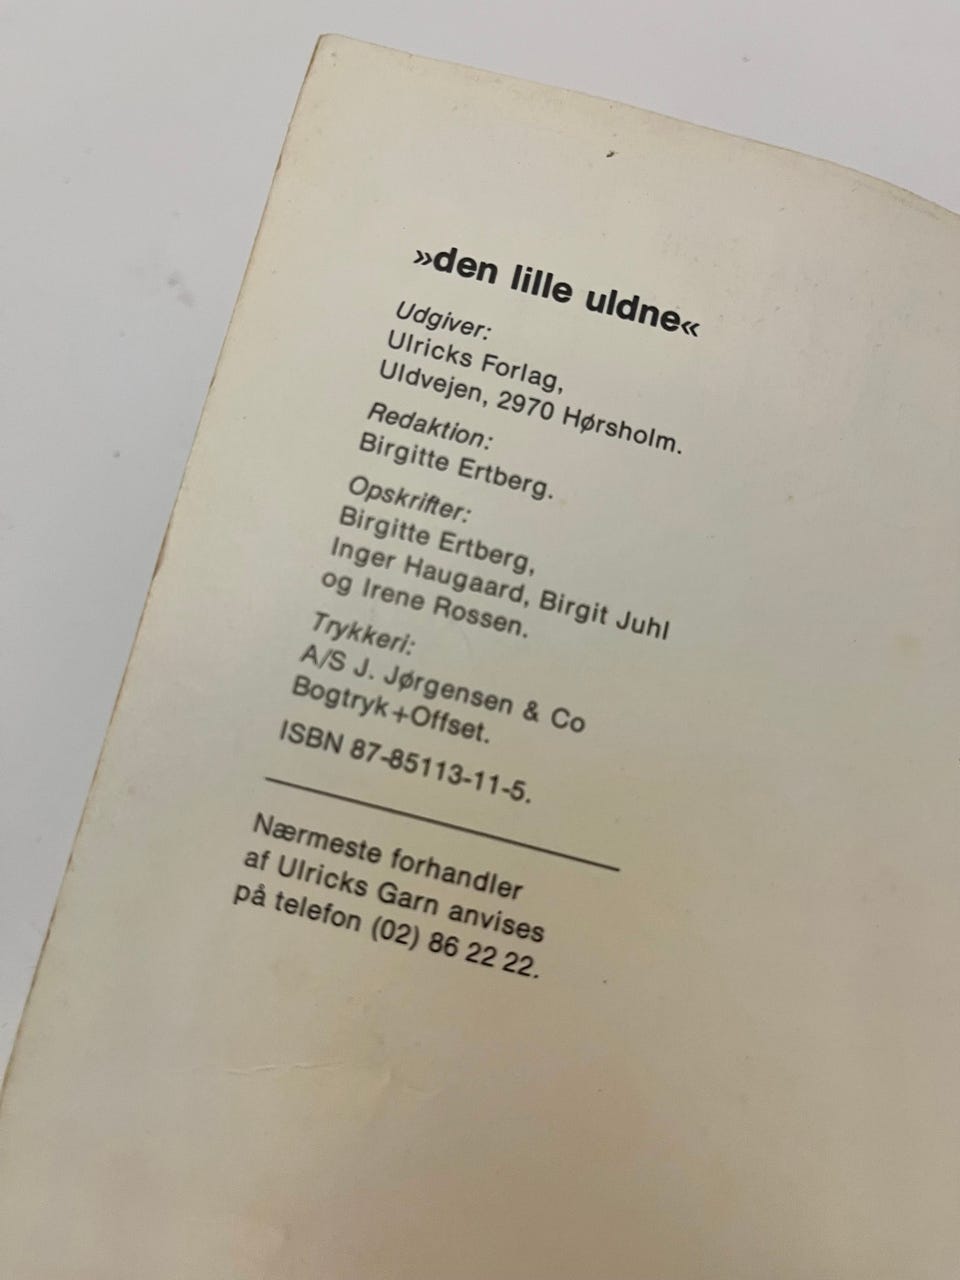 »den lille uldne«
Udgiver:
Ulricks Forlag,
Uldvejen, 2970 Hørsholm.
Redaktion:
Birgitte Ertberg.
Opskrifter:
Birgitte Ertberg,
Inger Haugaard, Birgit Juhl
og Irene Rossen.
Trykkeri:
A/S J. Jørgensen & Co
Bogtryk+Offset.
ISBN 87-85113-11-5.
Nærmeste forhandler
af Ulricks Garn anvises
på telefon (02) 86 22 22.